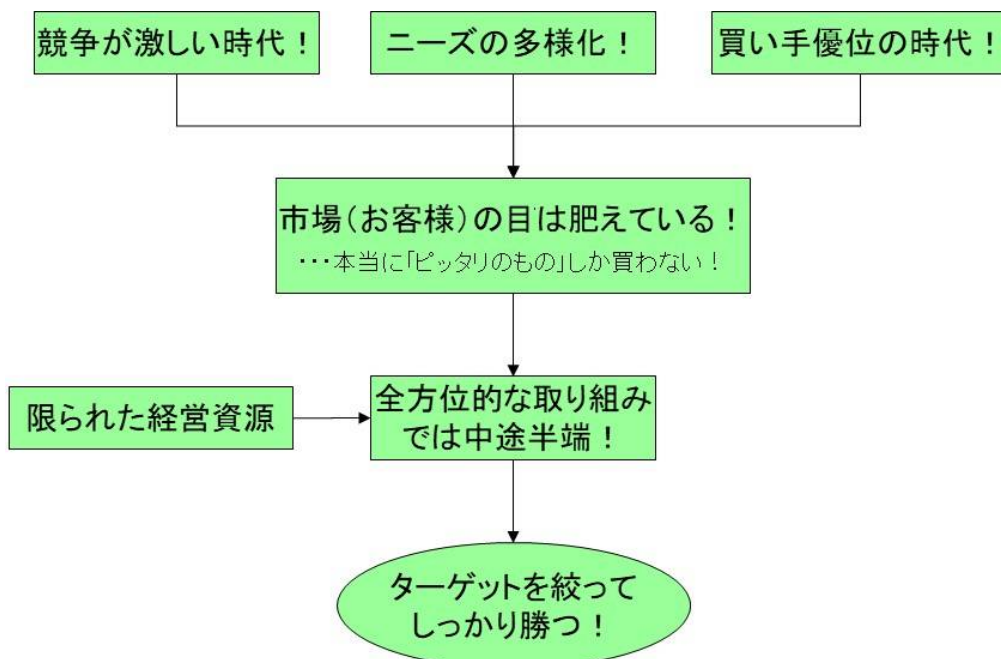 競争が激しい時代！
ニーズの多様化！
買い手優位の時代！
市場（お客様）の目は肥えている！
・・・本当に「ピッタリのもの」しか買わない！
限られた経営資源
全方位的な取り組み
では中途半端！
ターゲットを絞って
しっかり勝つ！